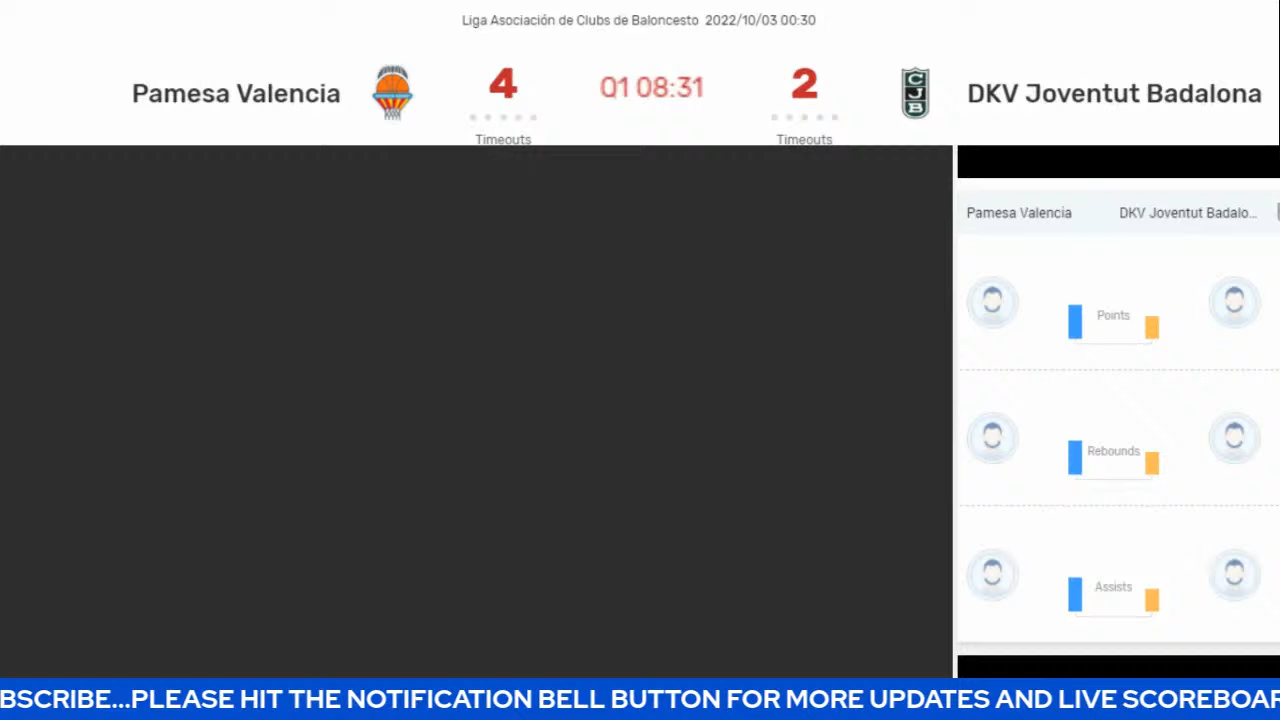 Liga Asociación de Clubs de Baloncesto 2022/10/03 00:30
Pamesa Valencia 4 Q1 08:31 2 CJB DKV Joventut Badalona
Timeouts Timeouts
Pamesa Valencia DKV Joventut Badalo...
Points
Rebounds
Assists
BSCRIBE...PLEASE HIT THE NOTIFICATION BELL BUTTON FOR MORE UPDATES AND LIVE SCOREBOAR